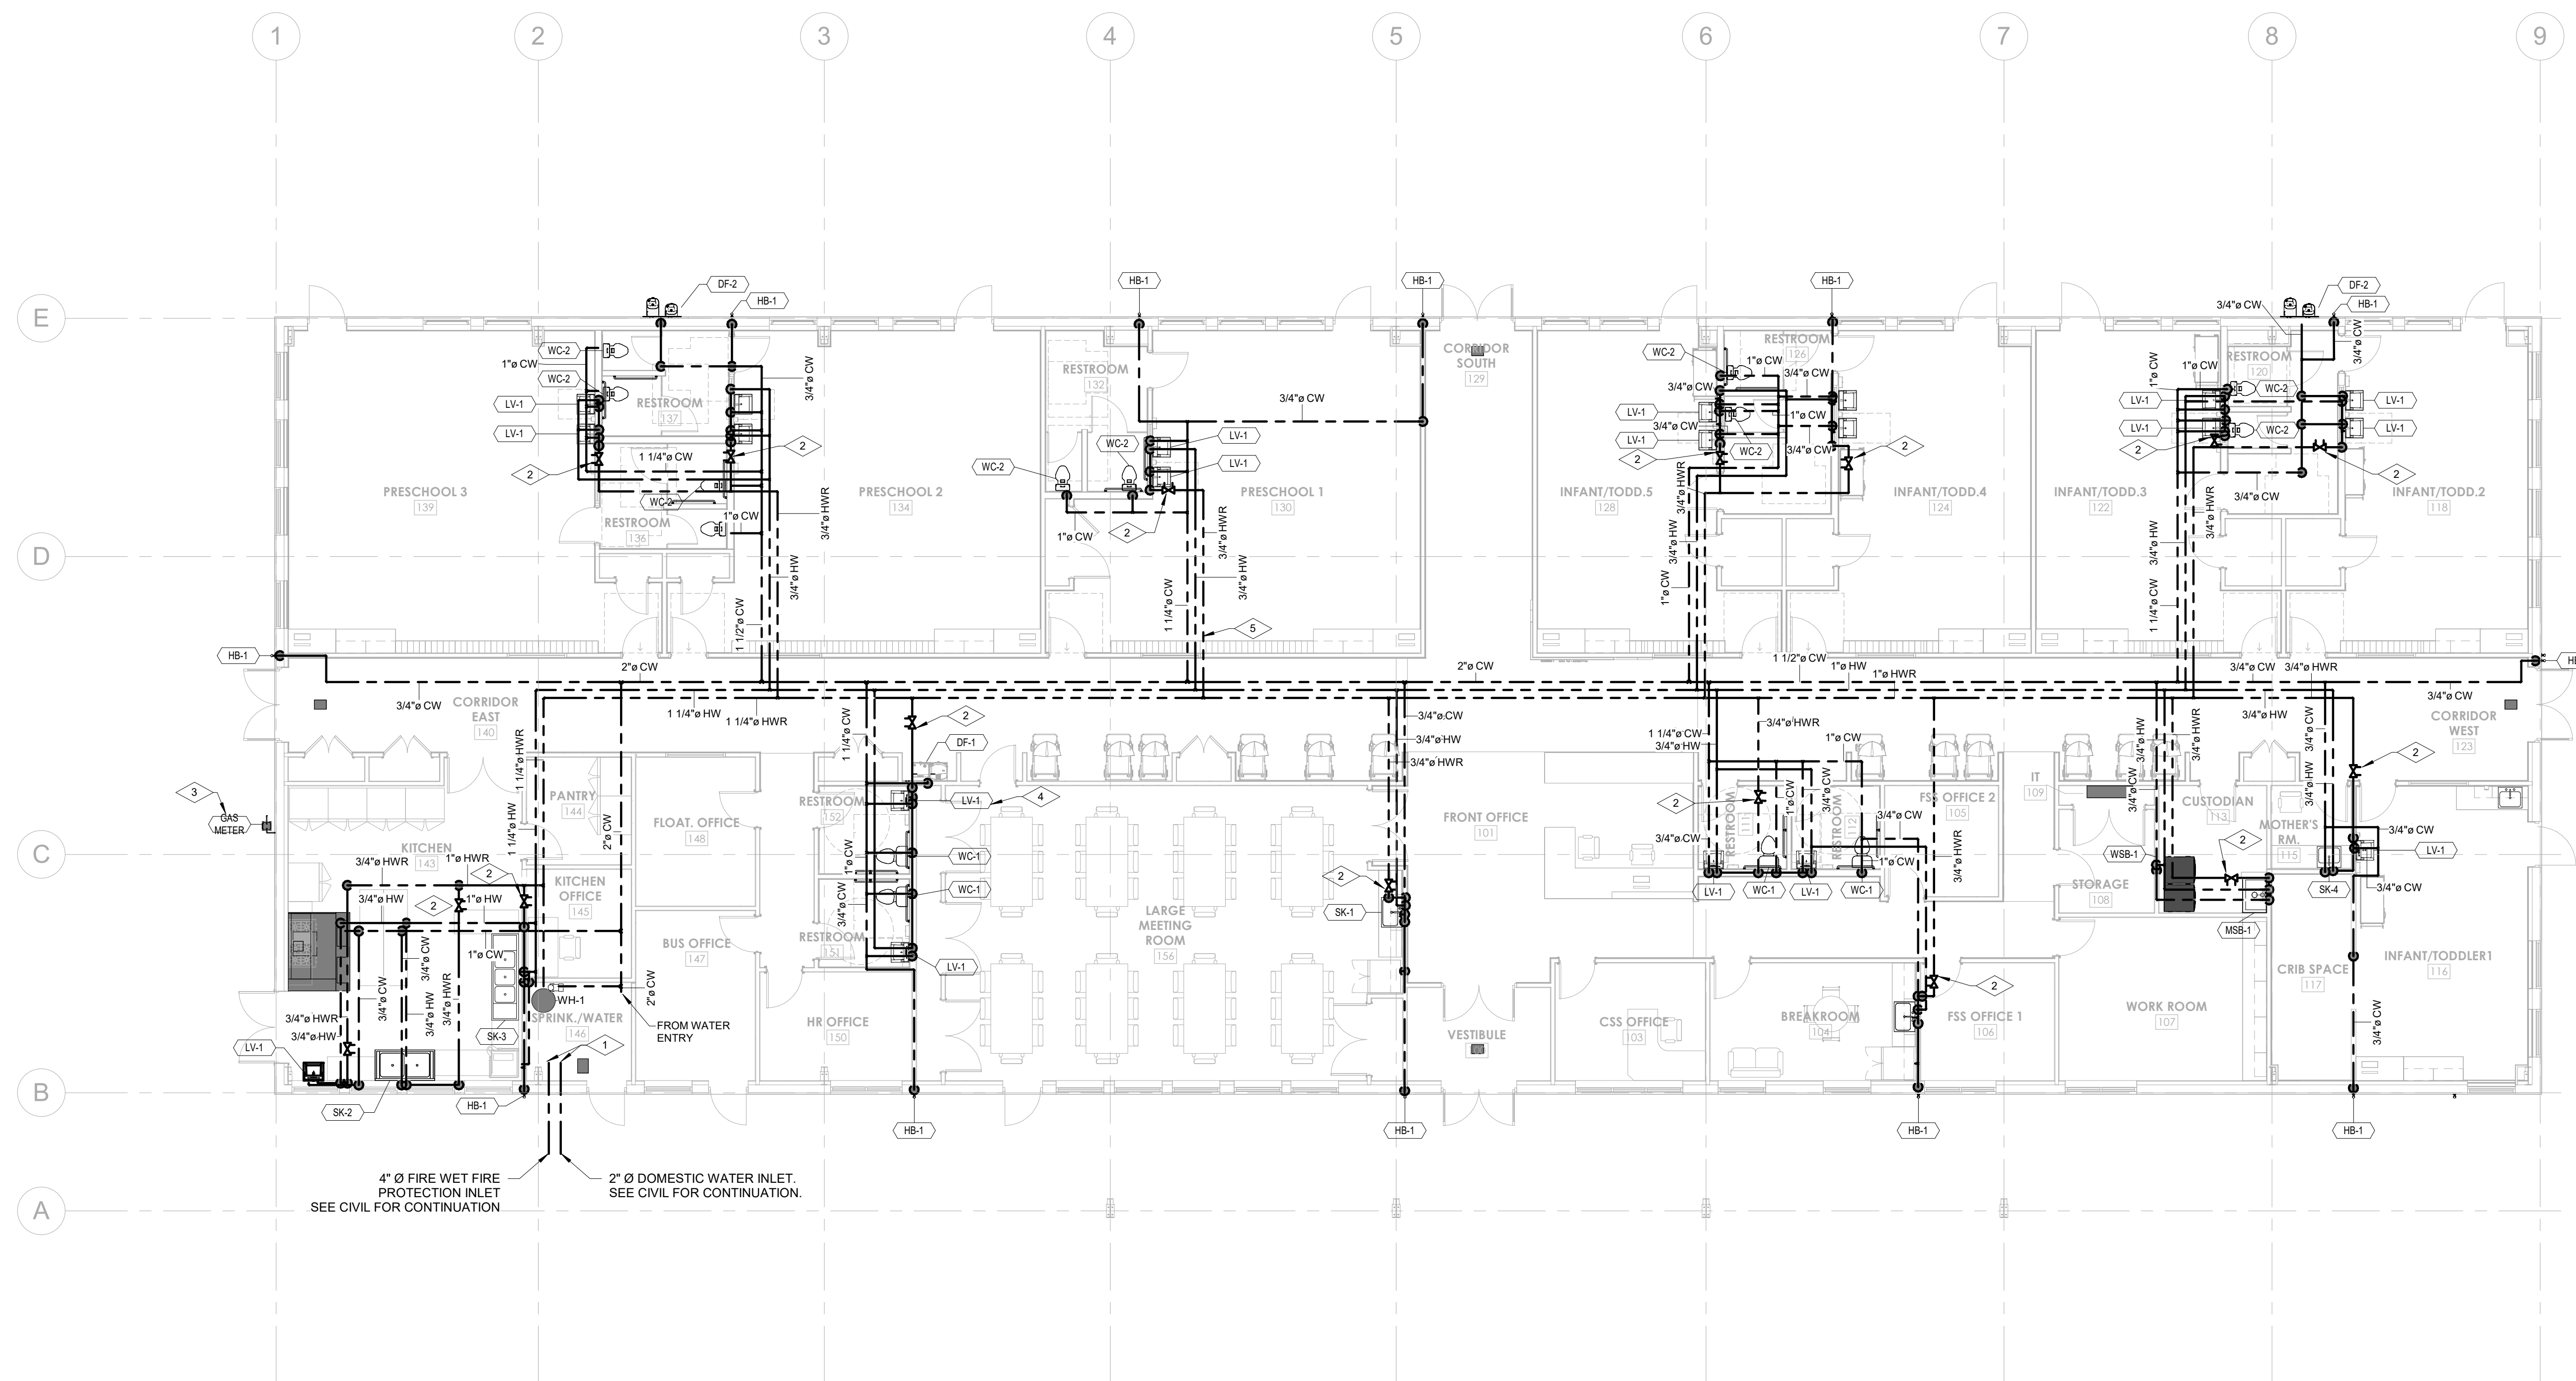 1
2
3
4
5
6
7
8
9
E
D
C
B
A
DF-2
HB-1
HB-1
HB-1
HB-1
DF-2
HB-1
3/4"ø CW
3/4"ø CW
WC-2
1"ø CW
WC-2
LV-1
LV-1
RESTROOM
137
3/4"ø CW
2
2
1 1/4"ø CW
WC-2
1"ø CW
RESTROOM
136
PRESCHOOL 3
139
PRESCHOOL 2
134
3/4"ø HWR
3/4"ø HW
1 1/2"ø CW
RESTROOM
132
WC-2
WC-2
LV-1
LV-1
3/4"ø CW
2
1"ø CW
PRESCHOOL 1
130
3/4"ø HWR
3/4"ø HW
1 1/4"ø CW
5
CORRIDOR
SOUTH
129
RESTROOM
126
WC-2
1"ø CW
3/4"ø CW
3/4"ø CW
LV-1
3/4"ø CW
LV-1
1"ø CW
3/4"ø CW
WC-2
2
2
INFANT/TODD.5
128
INFANT/TODD.4
124
3/4"ø HWR
3/4"ø HW
1"ø CW
RESTROOM
120
1"ø CW
1"ø CW
WC-2
WC-2
LV-1
LV-1
LV-1
LV-1
2
2
3/4"ø CW
INFANT/TODD.3
122
INFANT/TODD.2
118
3/4"ø HWR
3/4"ø HW
1 1/4"ø CW
HB-1
2"ø CW
2"ø CW
1 1/2"ø CW
1"ø HW
1"ø HWR
3/4"ø CW
3/4"ø HWR
3/4"ø CW
3/4"ø CW
3/4"ø HW
1 1/4"ø HW
1 1/4"ø HWR
CORRIDOR
EAST
140
CORRIDOR
WEST
123
3
GAS
METER
KITCHEN
143
PANTRY
144
KITCHEN
OFFICE
145
1 1/4"ø HWR
1 1/4"ø HW
2"ø CW
2"ø CW
3/4"ø HWR
1"ø HWR
2
2
3/4"ø HW
1"ø HW
1"ø CW
3/4"ø CW
3/4"ø CW
3/4"ø HW
3/4"ø HWR
3/4"ø HWR
3/4"ø HW
LV-1
SK-2
SK-3
HB-1
WH-1
SPRINK./WATER
146
1
FROM WATER
ENTRY
FLOAT. OFFICE
148
BUS OFFICE
147
HR OFFICE
150
1 1/4"ø CW
2
DF-1
RESTROOM
152
LV-1
4
1"ø CW
WC-1
WC-1
3/4"ø CW
RESTROOM
151
LV-1
HB-1
LARGE
MEETING
ROOM
156
3/4"ø CW
3/4"ø HW
3/4"ø HWR
2
SK-1
HB-1
FRONT OFFICE
101
VESTIBULE
CSS OFFICE
103
BREAKROOM
104
1 1/4"ø CW
3/4"ø HW
3/4"ø HWR
1"ø CW
2
RESTROOM
111
1"ø CW
3/4"ø CW
RESTROOM
112
3/4"ø CW
3/4"ø CW
1"ø CW
LV-1
WC-1
LV-1
WC-1
FSS OFFICE 2
105
3/4"ø HWR
2
FSS OFFICE 1
106
HB-1
IT
109
STORAGE
108
WORK ROOM
107
3/4"ø HW
3/4"ø HWR
3/4"ø CW
CUSTODIAN
113
WSB-1
2
MSB-1
MOTHER'S
RM.
115
3/4"ø CW
3/4"ø HW
2
3/4"ø CW
LV-1
SK-4
3/4"ø CW
CRIB SPACE
117
INFANT/TODDLER1
116
3/4"ø CW
HB-1
4" Ø FIRE WET FIRE
PROTECTION INLET
SEE CIVIL FOR CONTINUATION
2" Ø DOMESTIC WATER INLET.
SEE CIVIL FOR CONTINUATION.